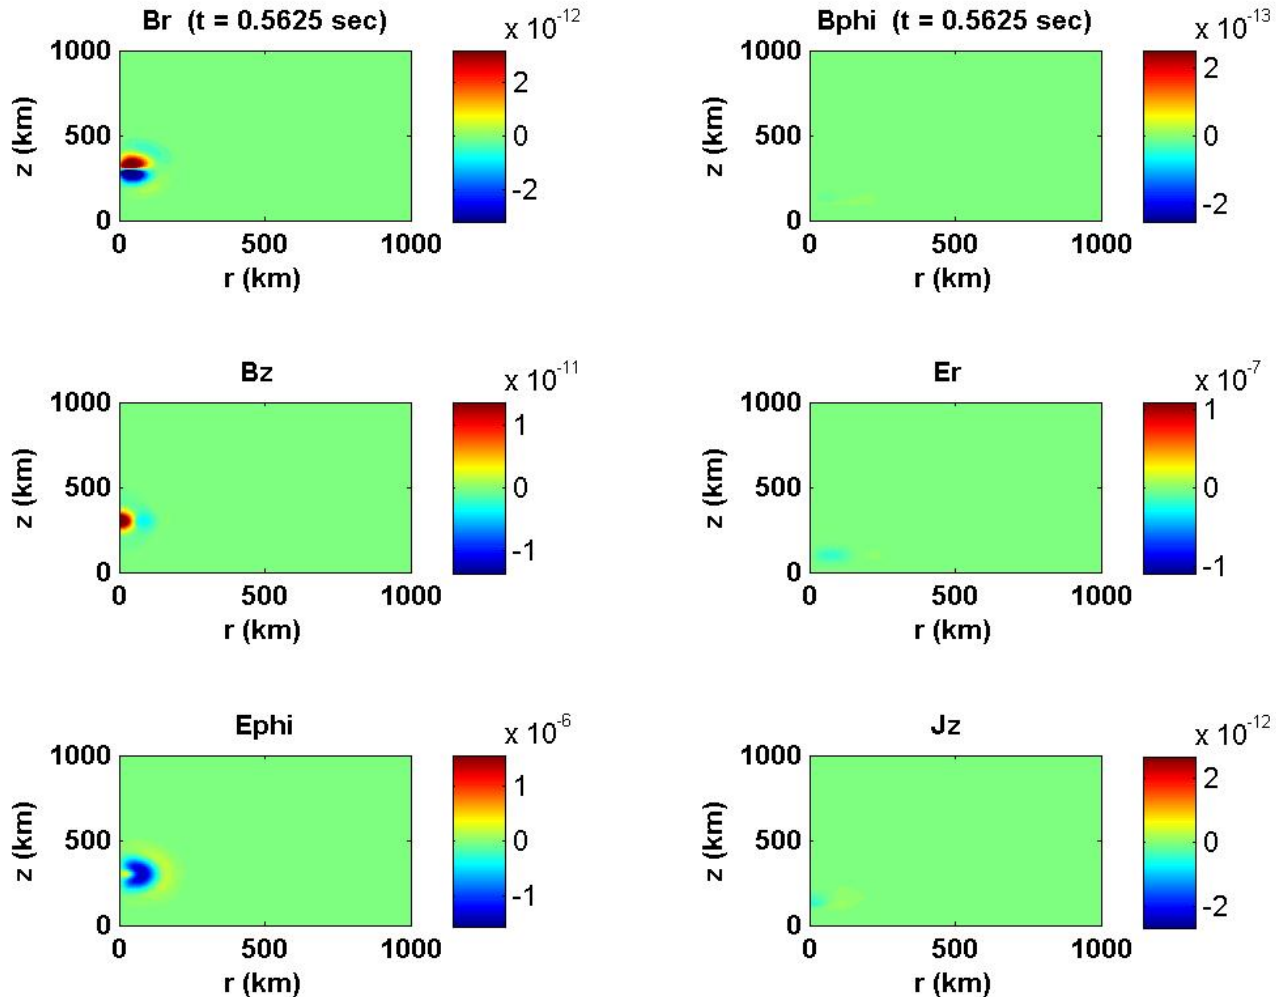 Br (t = 0.5625 sec)
x 10^-12
1000
500
0
z (km)
0 500 1000
r (km)
2
0
-2
Bphi (t = 0.5625 sec)
x 10^-13
1000
500
0
z (km)
0 500 1000
r (km)
2
0
-2
Bz
x 10^-11
1000
500
0
z (km)
0 500 1000
r (km)
1
0
-1
Er
x 10^-7
1000
500
0
z (km)
0 500 1000
r (km)
1
0
-1
Ephi
x 10^-6
1000
500
0
z (km)
0 500 1000
r (km)
1
0
-1
Jz
x 10^-12
1000
500
0
z (km)
0 500 1000
r (km)
2
0
-2